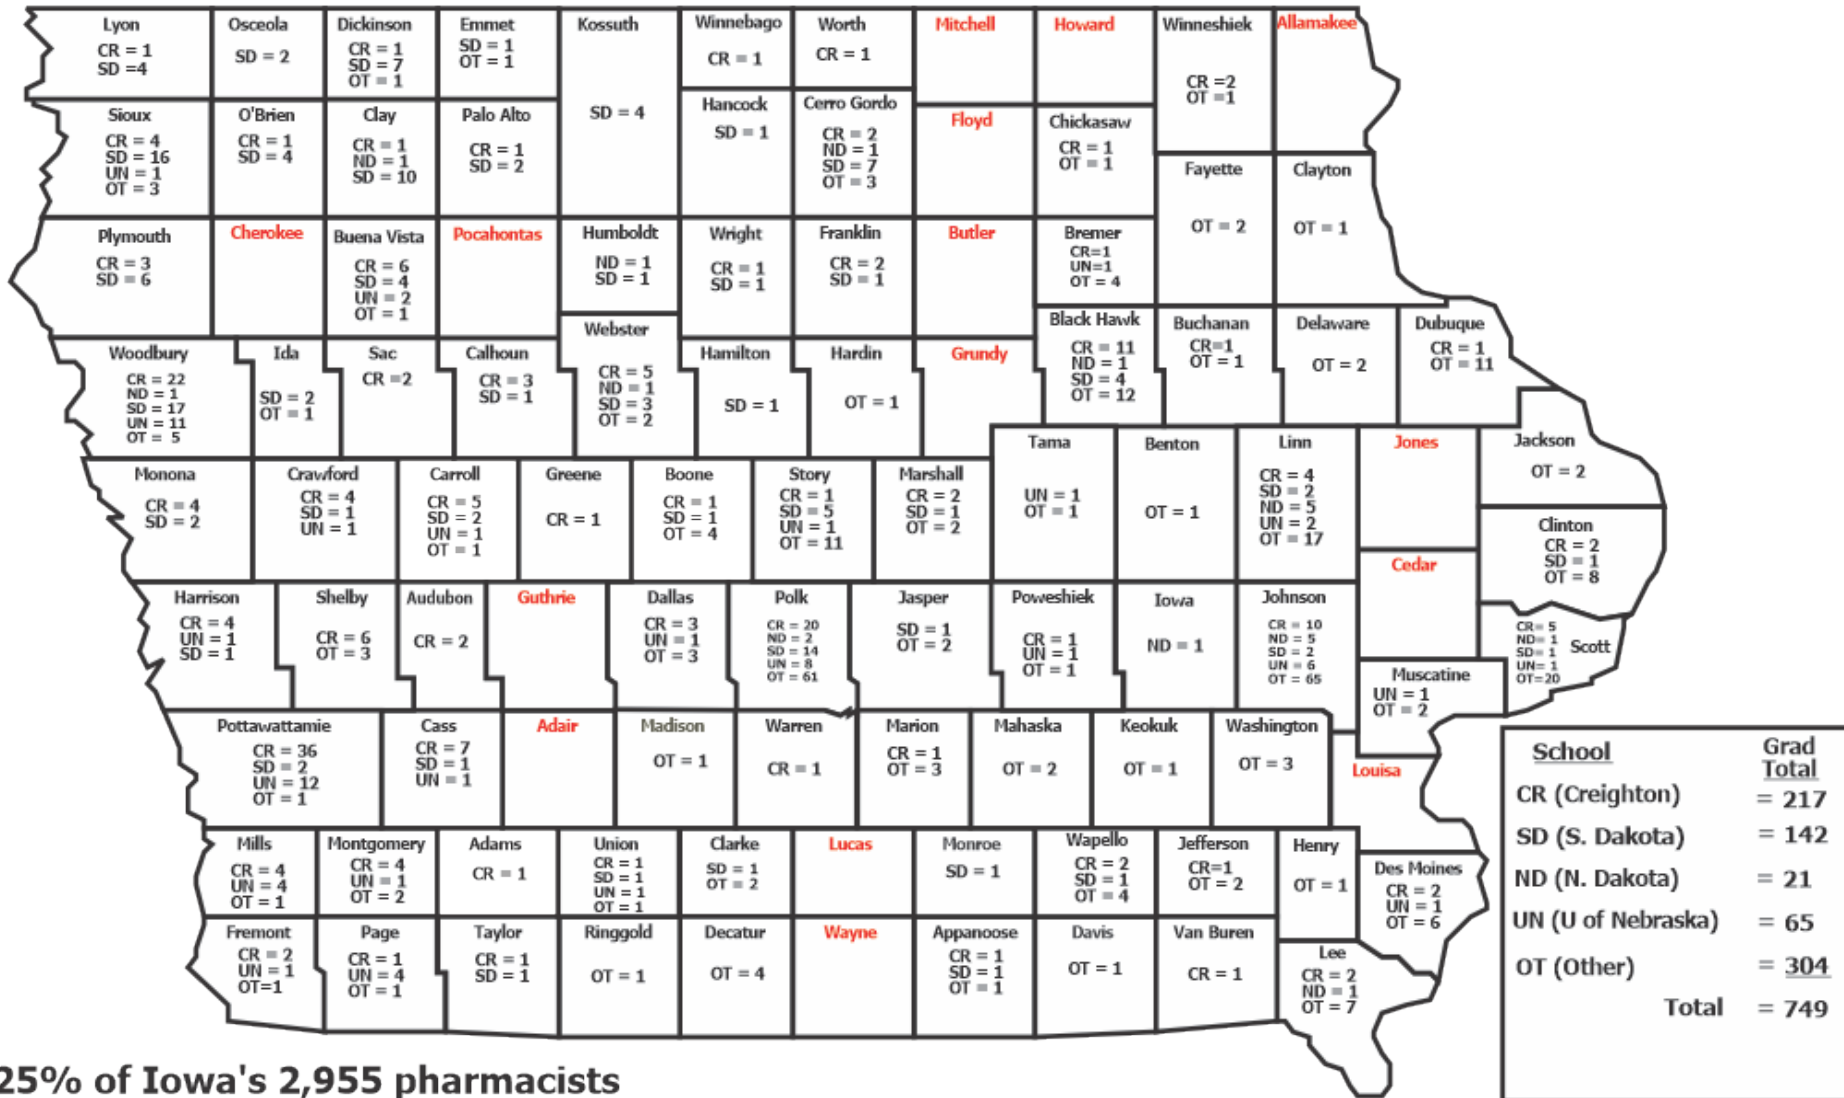 Lyon
CR = 1
SD =4
Osceola
SD = 2
Dickinson
CR = 1
SD = 7
OT = 1
Emmet
SD = 1
OT = 1
Kossuth
SD = 4
Winnebago
CR = 1
Worth
CR = 1
Mitchell
Howard
Winneshiek
CR =2
OT =1
Allamakee
Sioux
CR = 4
SD = 16
UN = 1
OT = 3
O'Brien
CR = 1
SD = 4
Clay
CR = 1
ND = 1
SD = 10
Palo Alto
CR = 1
SD = 2
Hancock
SD = 1
Cerro Gordo
CR = 2
ND = 1
SD = 7
OT = 3
Floyd
Chickasaw
CR = 1
OT = 1
Fayette
OT = 2
Clayton
OT = 1
Plymouth
CR = 3
SD = 6
Cherokee
Buena Vista
CR = 6
SD = 4
UN = 2
OT = 1
Pocahontas
Humboldt
ND = 1
SD = 1
Wright
CR = 1
SD = 1
Franklin
CR = 2
SD = 1
Butler
Bremer
CR=1
UN=1
OT = 4
Woodbury
CR = 22
ND = 1
SD = 17
UN = 11
OT = 5
Ida
SD = 2
OT = 1
Sac
CR =2
Calhoun
CR = 3
SD = 1
Webster
CR = 5
ND = 1
SD = 3
OT = 2
Hamilton
SD = 1
Hardin
OT = 1
Grundy
Black Hawk
CR = 11
ND = 1
SD = 4
OT = 12
Buchanan
CR=1
OT = 1
Delaware
OT = 2
Dubuque
CR = 1
OT = 11
Monona
CR = 4
SD = 2
Crawford
CR = 4
SD = 1
UN = 1
Carroll
CR = 5
SD = 2
UN = 1
OT = 1
Greene
CR = 1
Boone
CR = 1
SD = 1
OT = 4
Story
CR = 1
SD = 5
UN = 1
OT = 11
Marshall
CR = 2
SD = 1
OT = 2
Tama
UN = 1
OT = 1
Benton
OT = 1
Linn
CR = 4
SD = 2
ND = 5
UN = 2
OT = 17
Jones
Jackson
OT = 2
Clinton
CR = 2
SD = 1
OT = 8
Cedar
Harrison
CR = 4
UN = 1
SD = 1
Shelby
CR = 6
OT = 3
Audubon
CR = 2
Guthrie
Dallas
CR = 3
UN = 1
OT = 3
Polk
CR = 20
ND = 2
SD = 14
UN = 8
OT = 61
Jasper
SD = 1
OT = 2
Poweshiek
CR = 1
UN = 1
OT = 1
Iowa
ND = 1
Johnson
CR = 10
ND = 5
SD = 2
UN = 6
OT = 65
Scott
CR= 5
ND= 1
SD= 1
UN= 1
OT=20
Muscatine
UN = 1
OT = 2
Pottawattamie
CR = 36
SD = 2
UN = 12
OT = 1
Cass
CR = 7
SD = 1
UN = 1
Adair
Madison
OT = 1
Warren
CR = 1
Marion
CR = 1
OT = 3
Mahaska
OT = 2
Keokuk
OT = 1
Washington
OT = 3
Louisa
Mills
CR = 4
UN = 4
OT = 1
Montgomery
CR = 4
UN = 1
OT = 2
Adams
CR = 1
Union
CR = 1
SD = 1
UN = 1
OT = 1
Clarke
SD = 1
OT = 2
Lucas
Monroe
SD = 1
Wapello
CR = 2
SD = 1
OT = 4
Jefferson
CR=1
OT = 2
Henry
OT = 1
Des Moines
CR = 2
UN = 1
OT = 6
Fremont
CR = 2
UN = 1
OT=1
Page
CR = 1
UN = 4
OT = 1
Taylor
CR = 1
SD = 1
Ringgold
OT = 1
Decatur
OT = 4
Wayne
Appanoose
CR = 1
SD = 1
OT = 1
Davis
OT = 1
Van Buren
CR = 1
Lee
CR = 2
ND = 1
OT = 7
School Grad Total
CR (Creighton) = 217
SD (S. Dakota) = 142
ND (N. Dakota) = 21
UN (U of Nebraska) = 65
OT (Other) = 304
Total = 749
25% of Iowa's 2,955 pharmacists